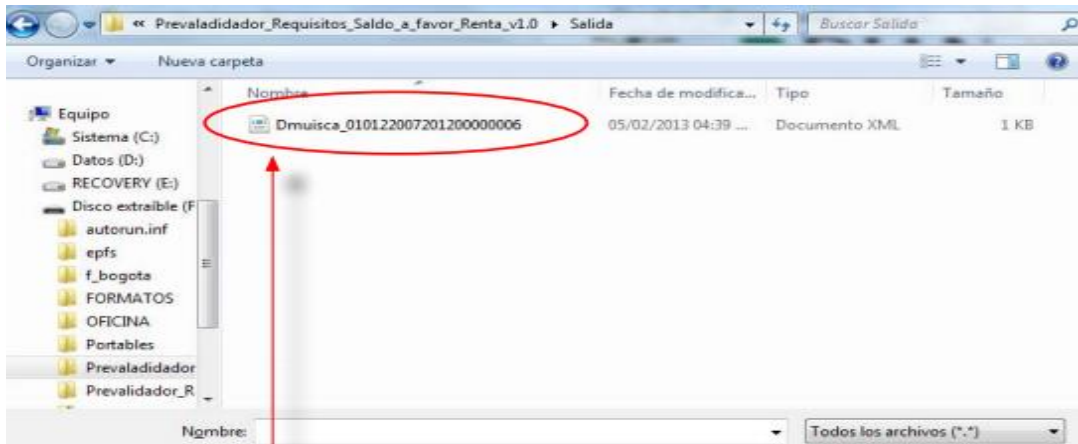 « Prevaladidador_Requisitos_Saldo_a_favor_Renta_v1.0 ▸ Salida
Buscar Salida
Organizar Nueva carpeta
Nombre Fecha de modifica... Tipo Tamaño
Dmuisca_010122007201200000006 05/02/2013 04:39 ... Documento XML 1 KB
Equipo
Sistema (C:)
Datos (D:)
RECOVERY (E:)
Disco extraíble (F
autorun.inf
epfs
f_bogota
FORMATOS
OFICINA
Portables
Prevaladidador
Prevalidador_R
Nombre: Todos los archivos (*.*)